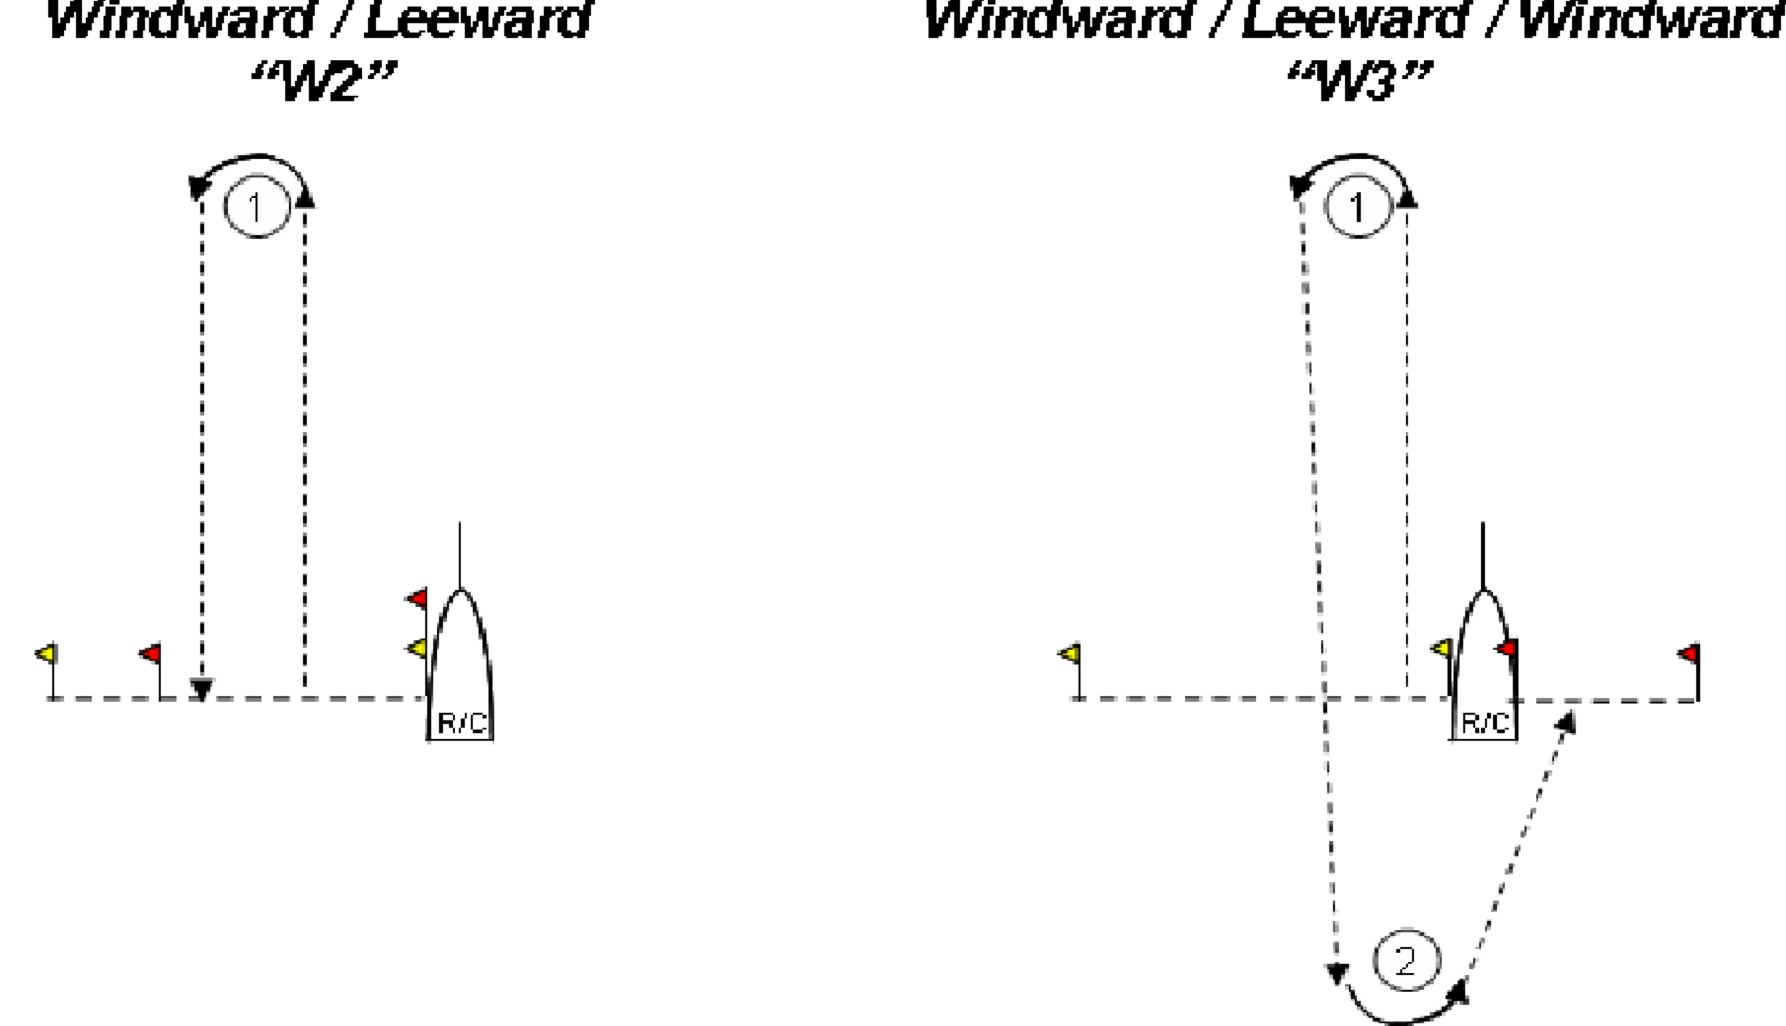 Windward / Leeward
“W2”
Windward / Leeward / Windward
“W3”
1
1
R/C
R/C
2